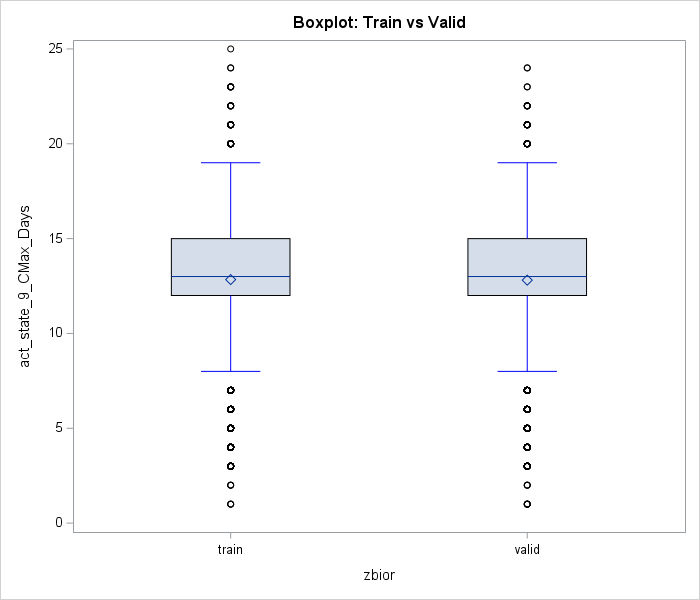 Boxplot: Train vs Valid
25
20
15
10
5
0
act_state_9_CMax_Days
train
valid
zbior